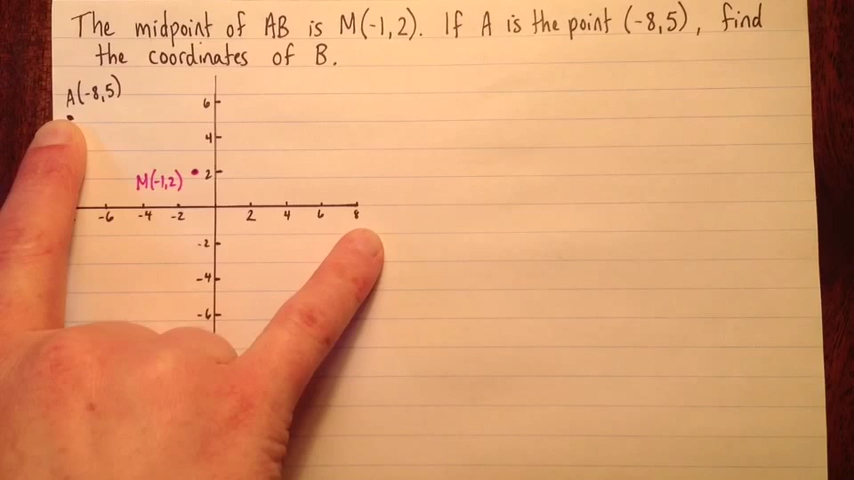 The midpoint of AB is M(-1,2). If A is the point (-8,5), find
the coordinates of B.
A(-8,5)
6
4
M(-1,2) 2
-6 -4 -2 2 4 6 8
-2
-4
-6